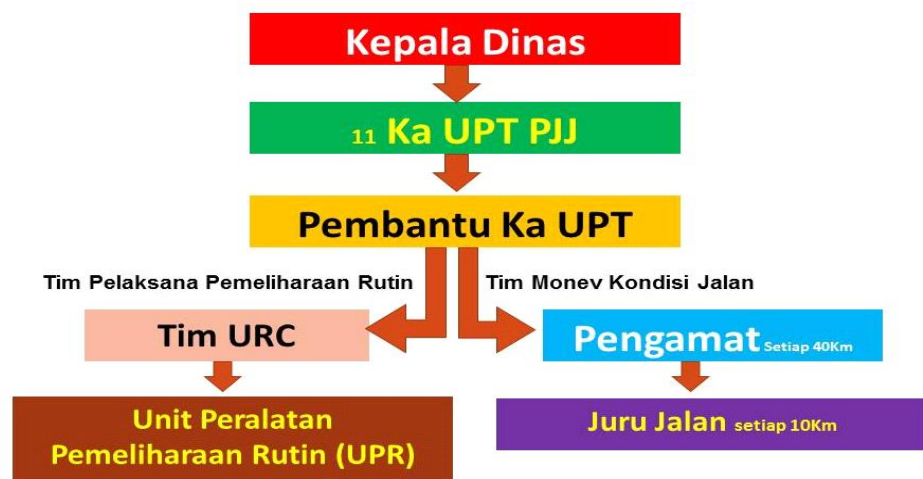 Kepala Dinas
11 Ka UPT PJJ
Pembantu Ka UPT
Tim Pelaksana Pemeliharaan Rutin
Tim Monev Kondisi Jalan
Tim URC
Pengamat Setiap 40Km
Unit Peralatan
Pemeliharaan Rutin (UPR)
Juru Jalan setiap 10Km